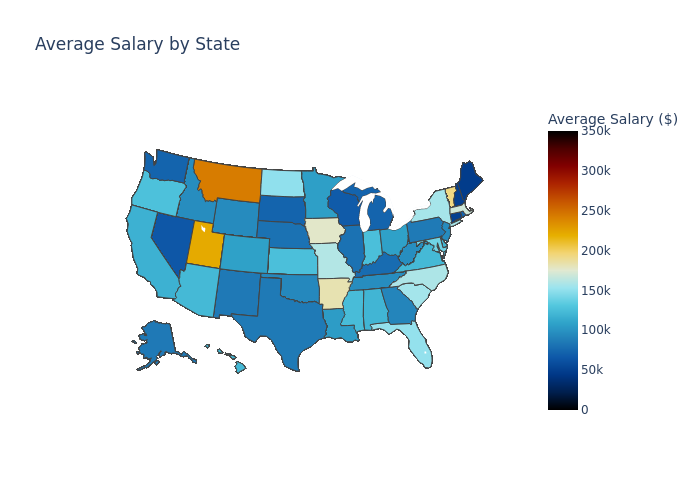 Average Salary by State
Average Salary ($)
350k
300k
250k
200k
150k
100k
50k
0